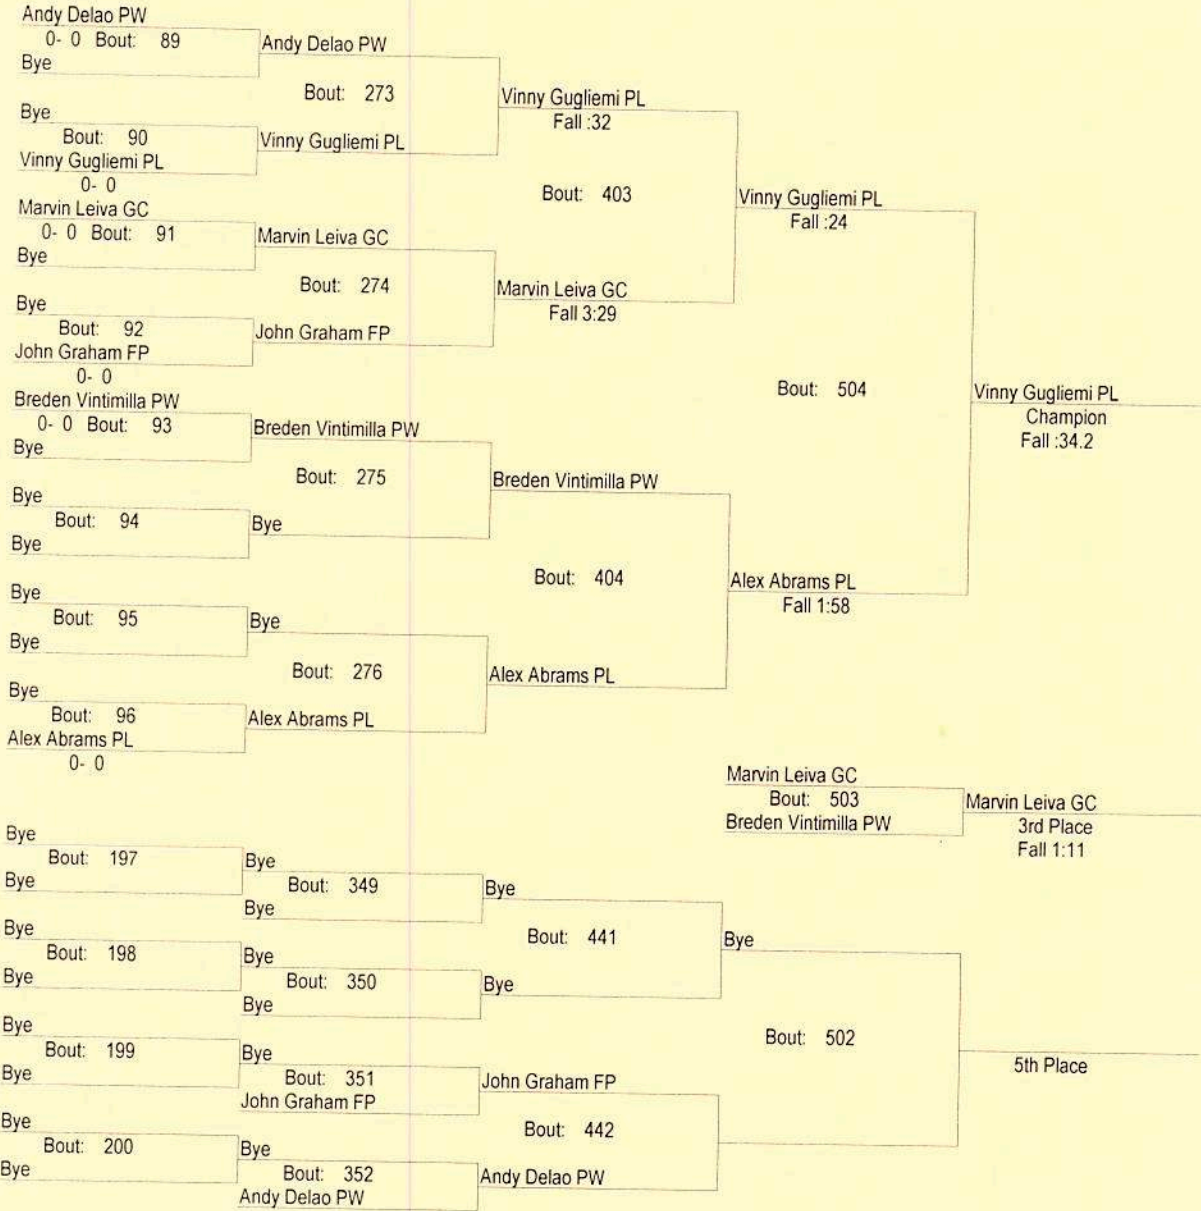 Andy Delao PW
0- 0 Bout: 89
Bye
Andy Delao PW
Bout: 273
Bye
Bout: 90
Vinny Gugliemi PL
0- 0
Vinny Gugliemi PL
Vinny Gugliemi PL
Fall :32
Bout: 403
Marvin Leiva GC
0- 0 Bout: 91
Bye
Marvin Leiva GC
Bout: 274
Bye
Bout: 92
John Graham FP
0- 0
John Graham FP
Marvin Leiva GC
Fall 3:29
Vinny Gugliemi PL
Fall :24
Bout: 504
Breden Vintimilla PW
0- 0 Bout: 93
Bye
Breden Vintimilla PW
Bout: 275
Bye
Bout: 94
Bye
Bye
Breden Vintimilla PW
Bout: 404
Bye
Bout: 95
Bye
Bye
Bout: 276
Bye
Bout: 96
Alex Abrams PL
0- 0
Alex Abrams PL
Alex Abrams PL
Alex Abrams PL
Fall 1:58
Vinny Gugliemi PL
Champion
Fall :34.2
Marvin Leiva GC
Bout: 503
Breden Vintimilla PW
Marvin Leiva GC
3rd Place
Fall 1:11
Bye
Bout: 197
Bye
Bye
Bout: 349
Bye
Bye
Bout: 441
Bye
Bout: 198
Bye
Bye
Bout: 350
Bye
Bye
Bye
Bout: 502
Bye
Bout: 199
Bye
Bye
Bout: 351
John Graham FP
John Graham FP
Bout: 442
Bye
Bout: 200
Bye
Bye
Bout: 352
Andy Delao PW
Andy Delao PW
5th Place